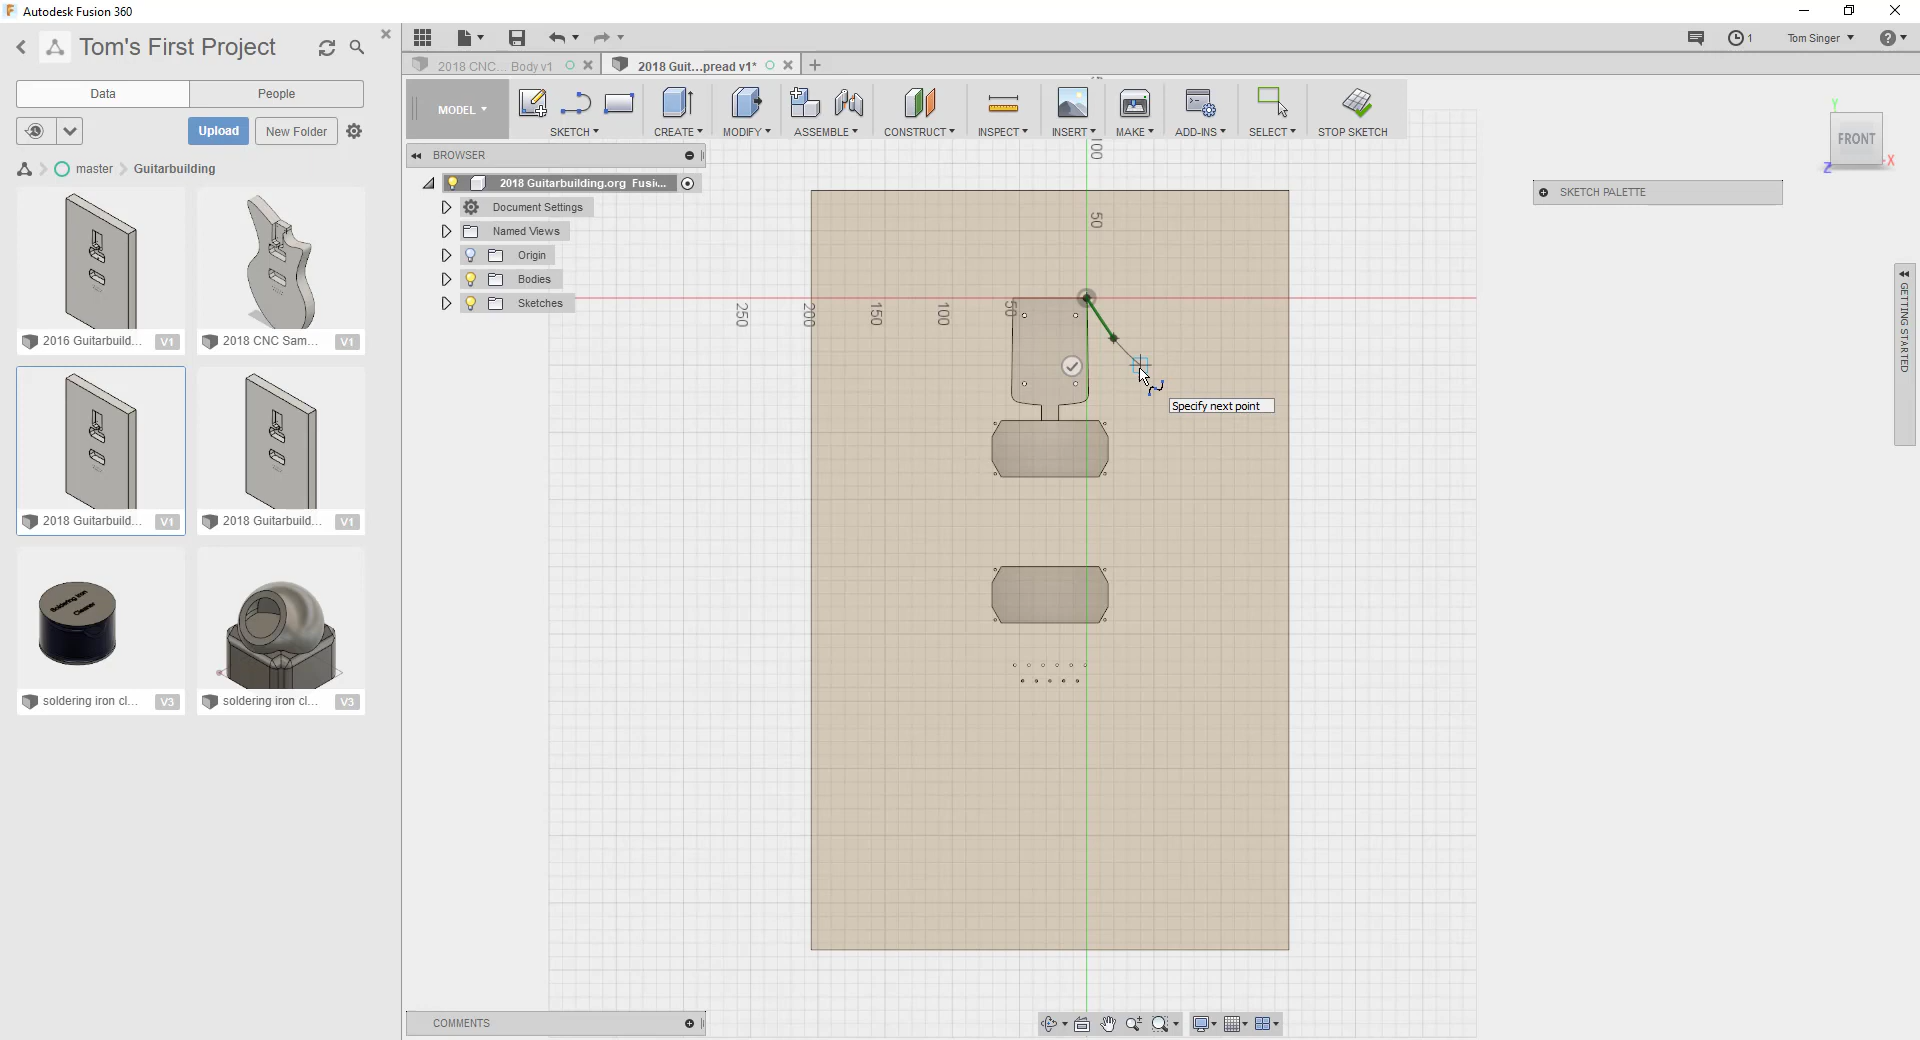 Autodesk Fusion 360
Tom's First Project
Data
People
Upload
New Folder
master
Guitarbuilding
2016 Guitarbuild...
V1
2018 CNC Sam...
V1
2018 Guitarbuild...
V1
2018 Guitarbuild...
V1
Soldering Iron
Cleaner
soldering iron cl...
V3
soldering iron cl...
V3
1
Tom Singer
2018 CNC... Body v1
2018 Guit...pread v1*
MODEL
SKETCH
CREATE
MODIFY
ASSEMBLE
CONSTRUCT
INSPECT
INSERT
MAKE
ADD-INS
SELECT
STOP SKETCH
BROWSER
2018 Guitarbuilding.org Fusi...
Document Settings
Named Views
Origin
Bodies
Sketches
SKETCH PALETTE
FRONT
Y
X
Z
GETTING STARTED
100
50
250
200
150
100
50
Specify next point
COMMENTS